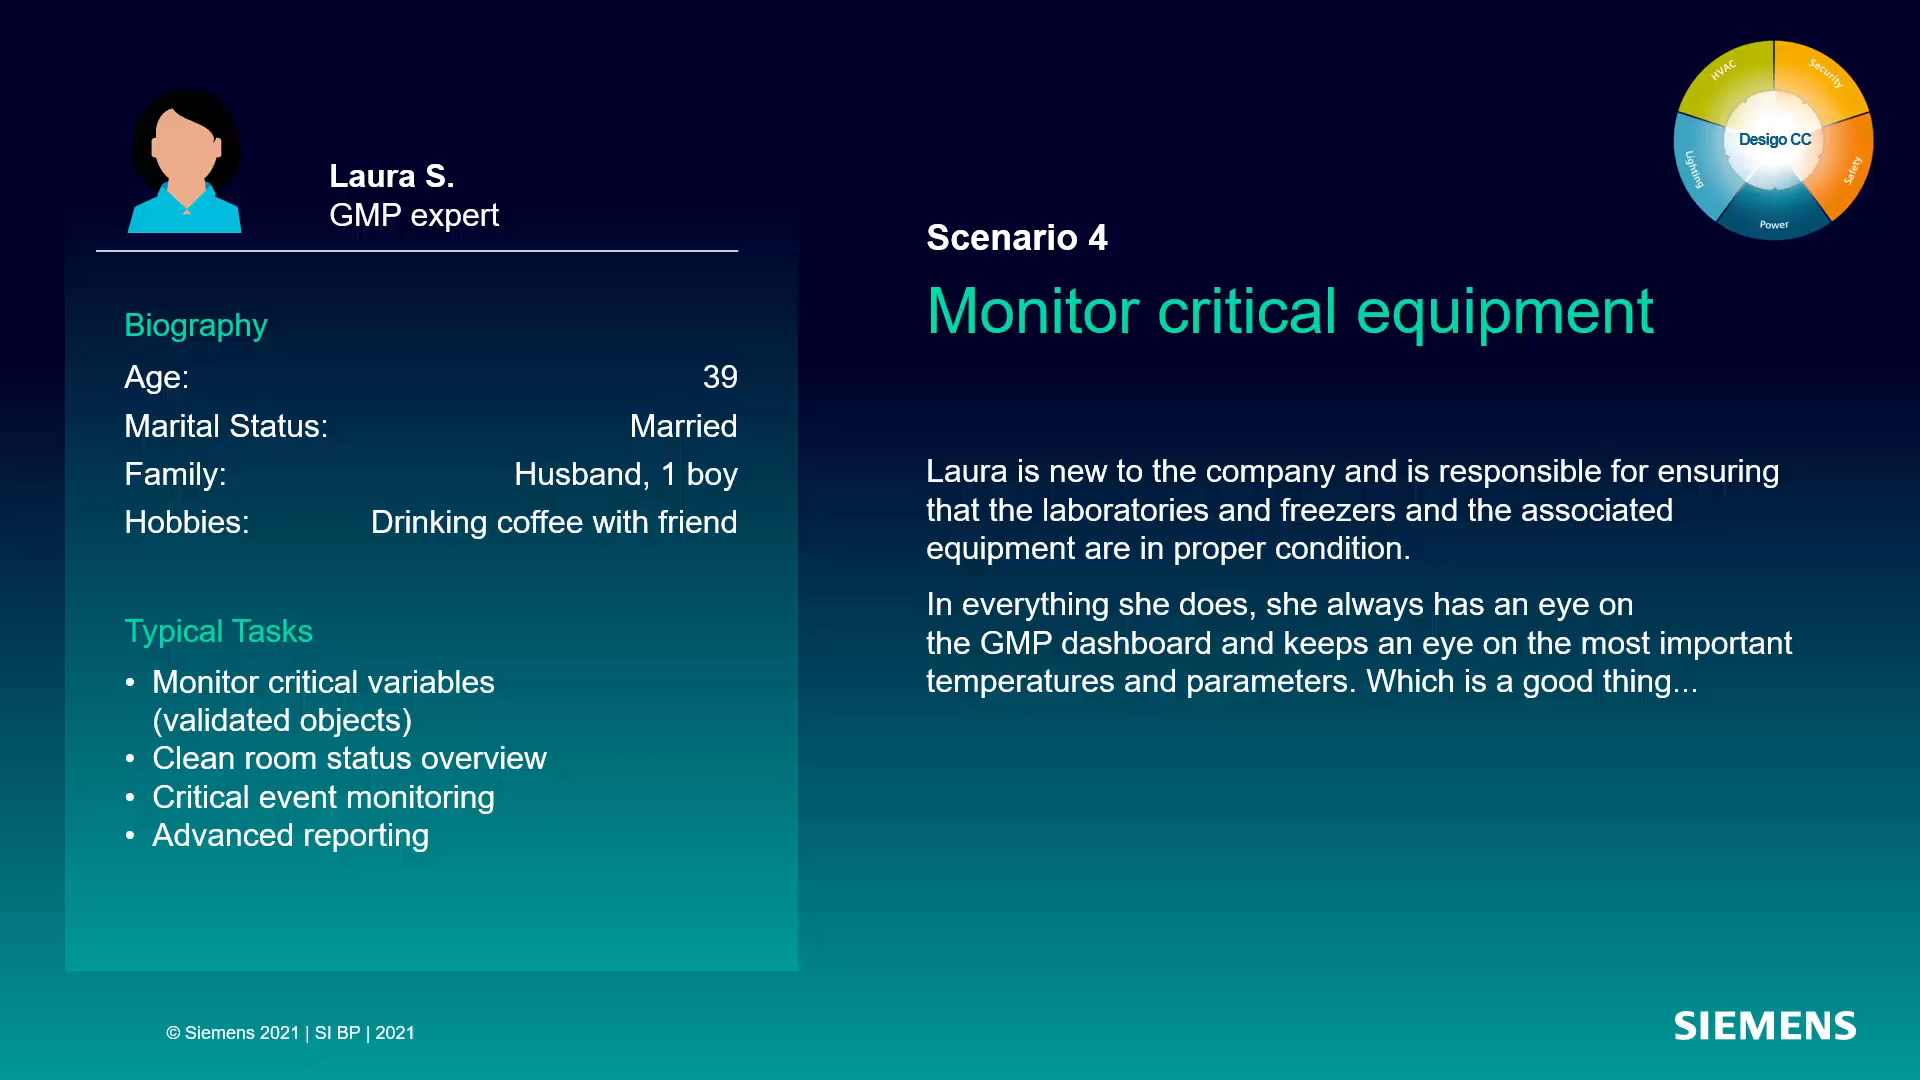 Laura S.
GMP expert
Biography
Age: 39
Marital Status: Married
Family: Husband, 1 boy
Hobbies: Drinking coffee with friend
Typical Tasks
• Monitor critical variables
(validated objects)
• Clean room status overview
• Critical event monitoring
• Advanced reporting
HVAC
Security
Desigo CC
Lighting
Safety
Power
Scenario 4
Monitor critical equipment
Laura is new to the company and is responsible for ensuring
that the laboratories and freezers and the associated
equipment are in proper condition.
In everything she does, she always has an eye on
the GMP dashboard and keeps an eye on the most important
temperatures and parameters. Which is a good thing...
© Siemens 2021 | SI BP | 2021
SIEMENS